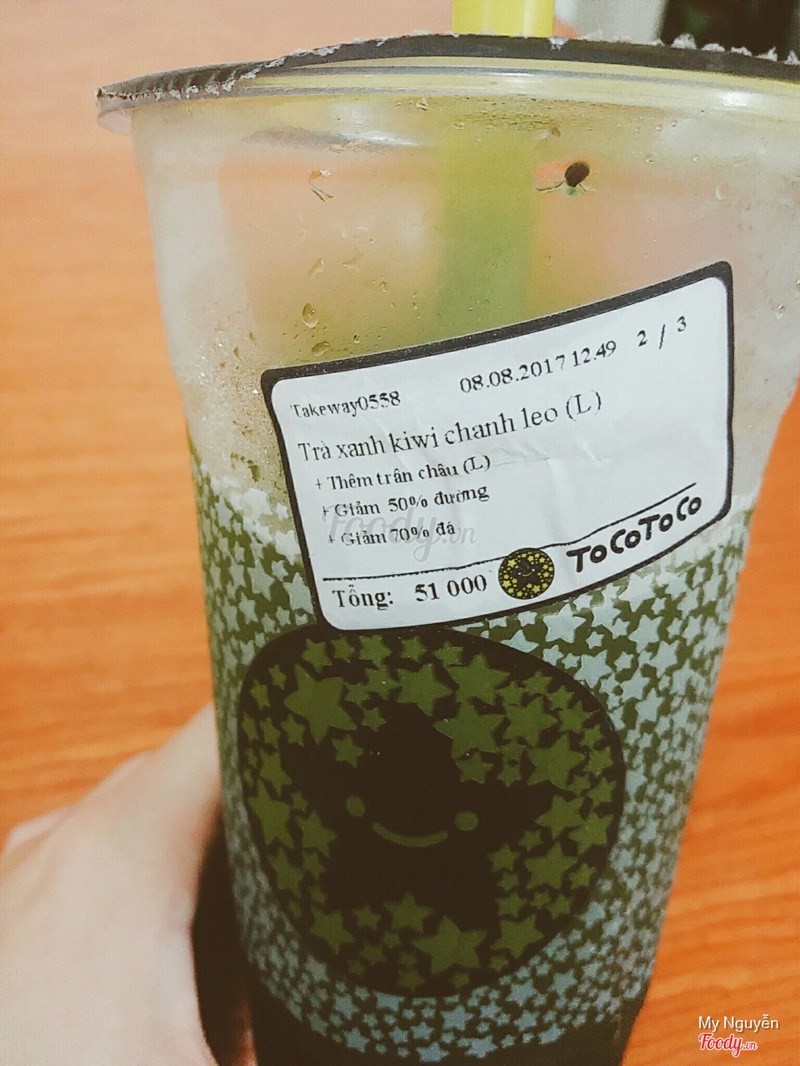 Takeway0558 08.08.2017 12.49 2 / 3
Trà xanh kiwi chanh leo (L)
+ Thêm trân châu (L)
+ Giảm 50% đường
+ Giảm 70% đá
Tổng: 51 000 ToCoToCo
Foody.vn
My Nguyễn
Foody.vn